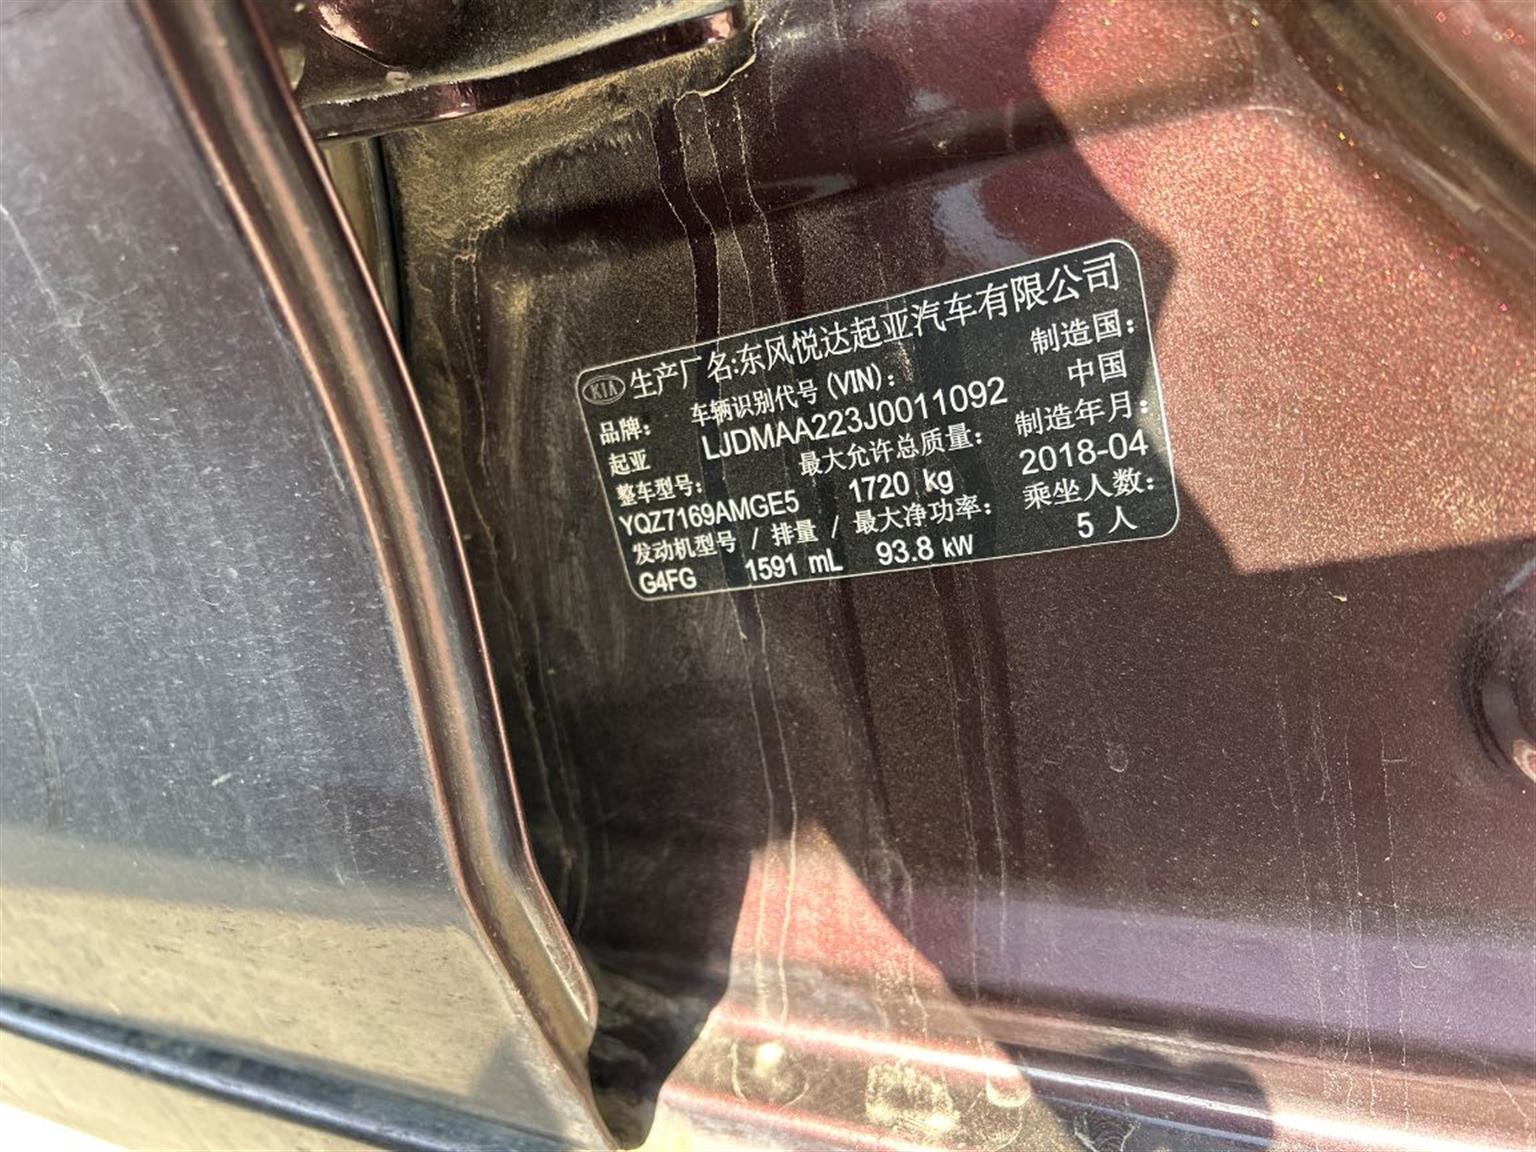 KIA 生产厂名:东风悦达起亚汽车有限公司
品牌: 车辆识别代号(VIN): 制造国:
起亚 LJDMAA223J0011092 中国
整车型号: 最大允许总质量: 制造年月:
YQZ7169AMGE5 1720 kg 2018-04
发动机型号 / 排量 / 最大净功率: 乘坐人数:
G4FG 1591 mL 93.8 kW 5 人